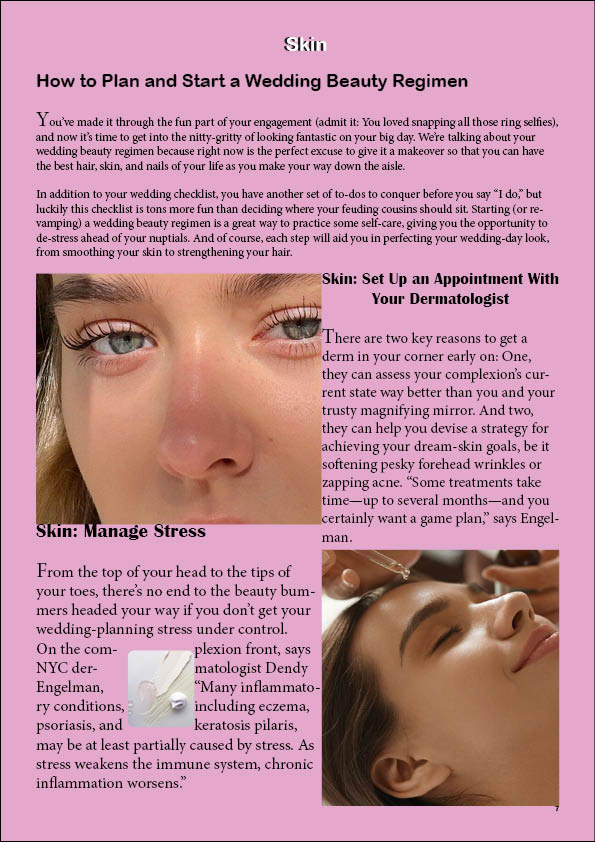 Skin
How to Plan and Start a Wedding Beauty Regimen
You’ve made it through the fun part of your engagement (admit it: You loved snapping all those ring selfies),
and now it’s time to get into the nitty-gritty of looking fantastic on your big day. We’re talking about your
wedding beauty regimen because right now is the perfect excuse to give it a makeover so that you can have
the best hair, skin, and nails of your life as you make your way down the aisle.
In addition to your wedding checklist, you have another set of to-dos to conquer before you say “I do,” but
luckily this checklist is tons more fun than deciding where your feuding cousins should sit. Starting (or re-
vamping) a wedding beauty regimen is a great way to practice some self-care, giving you the opportunity to
de-stress ahead of your nuptials. And of course, each step will aid you in perfecting your wedding-day look,
from smoothing your skin to strengthening your hair.
Skin: Set Up an Appointment With
Your Dermatologist
There are two key reasons to get a
derm in your corner early on: One,
they can assess your complexion’s cur-
rent state way better than you and your
trusty magnifying mirror. And two,
they can help you devise a strategy for
achieving your dream-skin goals, be it
softening pesky forehead wrinkles or
zapping acne. “Some treatments take
time—up to several months—and you
certainly want a game plan,” says Engel-
man.
Skin: Manage Stress
From the top of your head to the tips of
your toes, there’s no end to the beauty bum-
mers headed your way if you don’t get your
wedding-planning stress under control.
On the com- plexion front, says
NYC der- matologist Dendy
Engelman, “Many inflammato-
ry conditions, including eczema,
psoriasis, and keratosis pilaris,
may be at least partially caused by stress. As
stress weakens the immune system, chronic
inflammation worsens.”
7